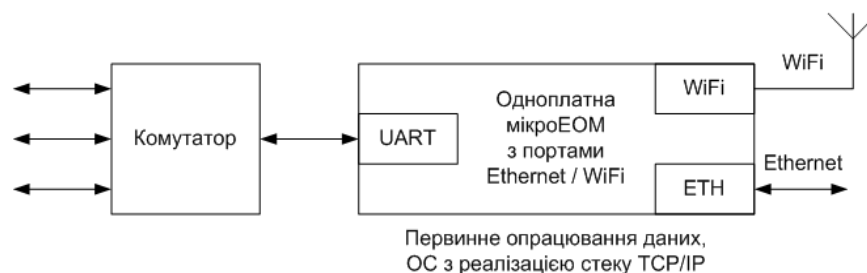 WiFi
WiFi
Одноплатна
мікроЕОМ
з портами
Ethernet / WiFi
Комутатор
UART
Ethernet
ETH
Первинне опрацювання даних,
ОС з реалізацією стеку TCP/IP